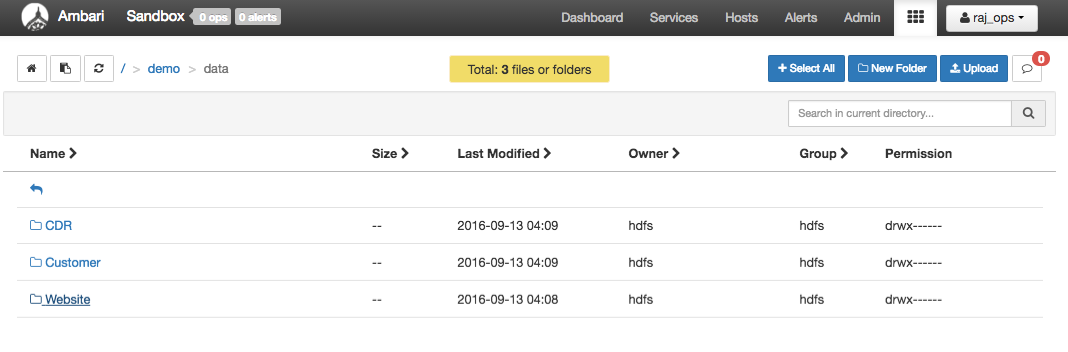 Ambari Sandbox 0 ops 0 alerts Dashboard Services Hosts Alerts Admin raj_ops
/ > demo > data Total: 3 files or folders Select All New Folder Upload 0
Search in current directory...
Name Size Last Modified Owner Group Permission
CDR -- 2016-09-13 04:09 hdfs hdfs drwx------
Customer -- 2016-09-13 04:09 hdfs hdfs drwx------
Website -- 2016-09-13 04:08 hdfs hdfs drwx------